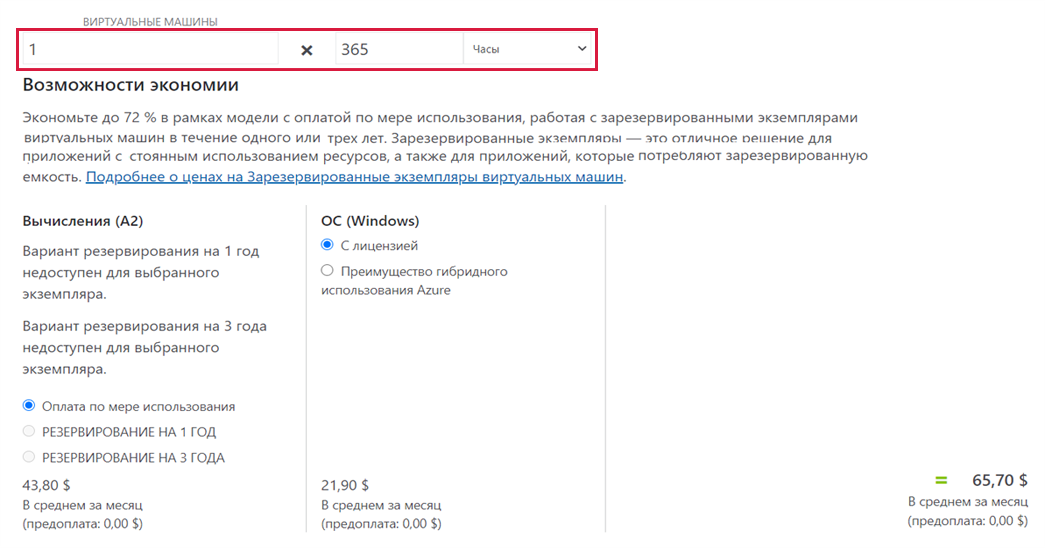 ВИРТУАЛЬНЫЕ МАШИНЫ
1 × 365 Часы
Возможности экономии
Экономьте до 72 % в рамках модели с оплатой по мере использования, работая с зарезервированными экземплярами
виртуальных машин в течение одного или трех лет. Зарезервированные экземпляры — это отличное решение для
приложений с стоянным использованием ресурсов, а также для приложений, которые потребляют зарезервированную
емкость. Подробнее о ценах на Зарезервированные экземпляры виртуальных машин.
Вычисления (A2)
Вариант резервирования на 1 год
недоступен для выбранного
экземпляра.
Вариант резервирования на 3 года
недоступен для выбранного
экземпляра.
Оплата по мере использования
РЕЗЕРВИРОВАНИЕ НА 1 ГОД
РЕЗЕРВИРОВАНИЕ НА 3 ГОДА
43,80 $
В среднем за месяц
(предоплата: 0,00 $)
ОС (Windows)
С лицензией
Преимущество гибридного
использования Azure
21,90 $
В среднем за месяц
(предоплата: 0,00 $)
= 65,70 $
В среднем за месяц
(предоплата: 0,00 $)